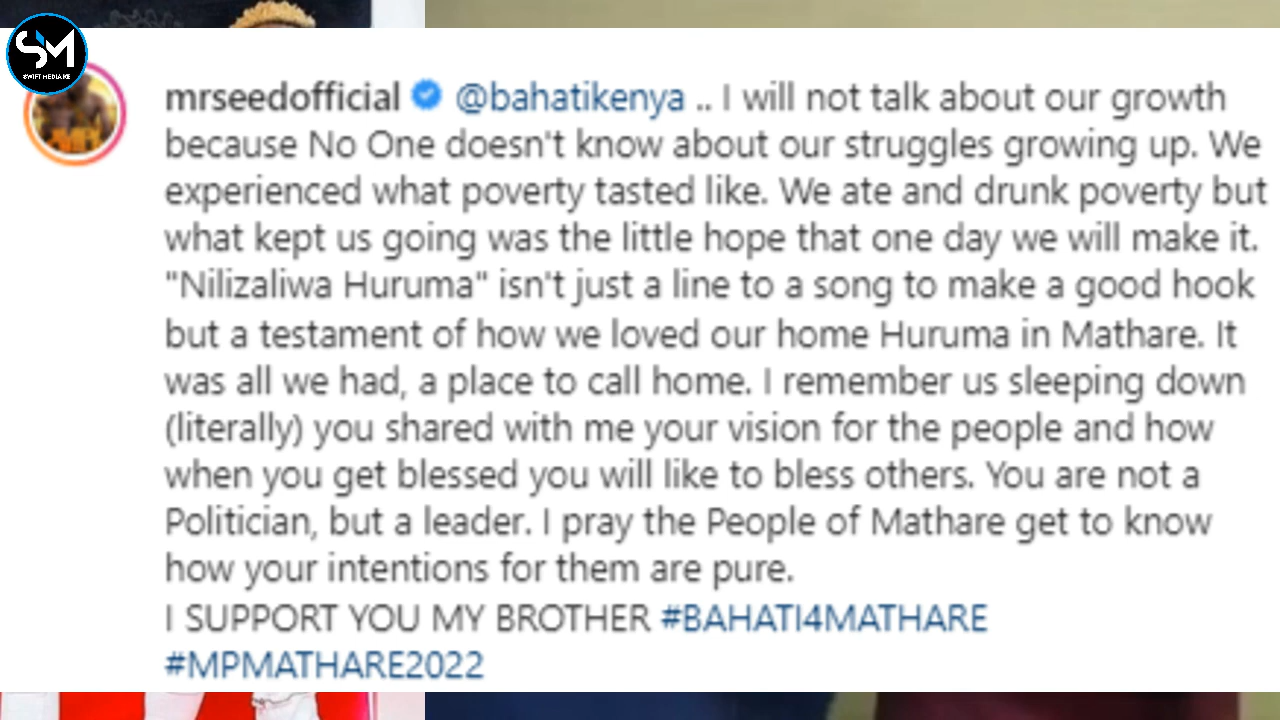 SM
SWIFT MEDIA KE
mrseedofficial @bahatikenya .. I will not talk about our growth
because No One doesn't know about our struggles growing up. We
experienced what poverty tasted like. We ate and drunk poverty but
what kept us going was the little hope that one day we will make it.
"Nilizaliwa Huruma" isn't just a line to a song to make a good hook
but a testament of how we loved our home Huruma in Mathare. It
was all we had, a place to call home. I remember us sleeping down
(literally) you shared with me your vision for the people and how
when you get blessed you will like to bless others. You are not a
Politician, but a leader. I pray the People of Mathare get to know
how your intentions for them are pure.
I SUPPORT YOU MY BROTHER #BAHATI4MATHARE
#MPMATHARE2022